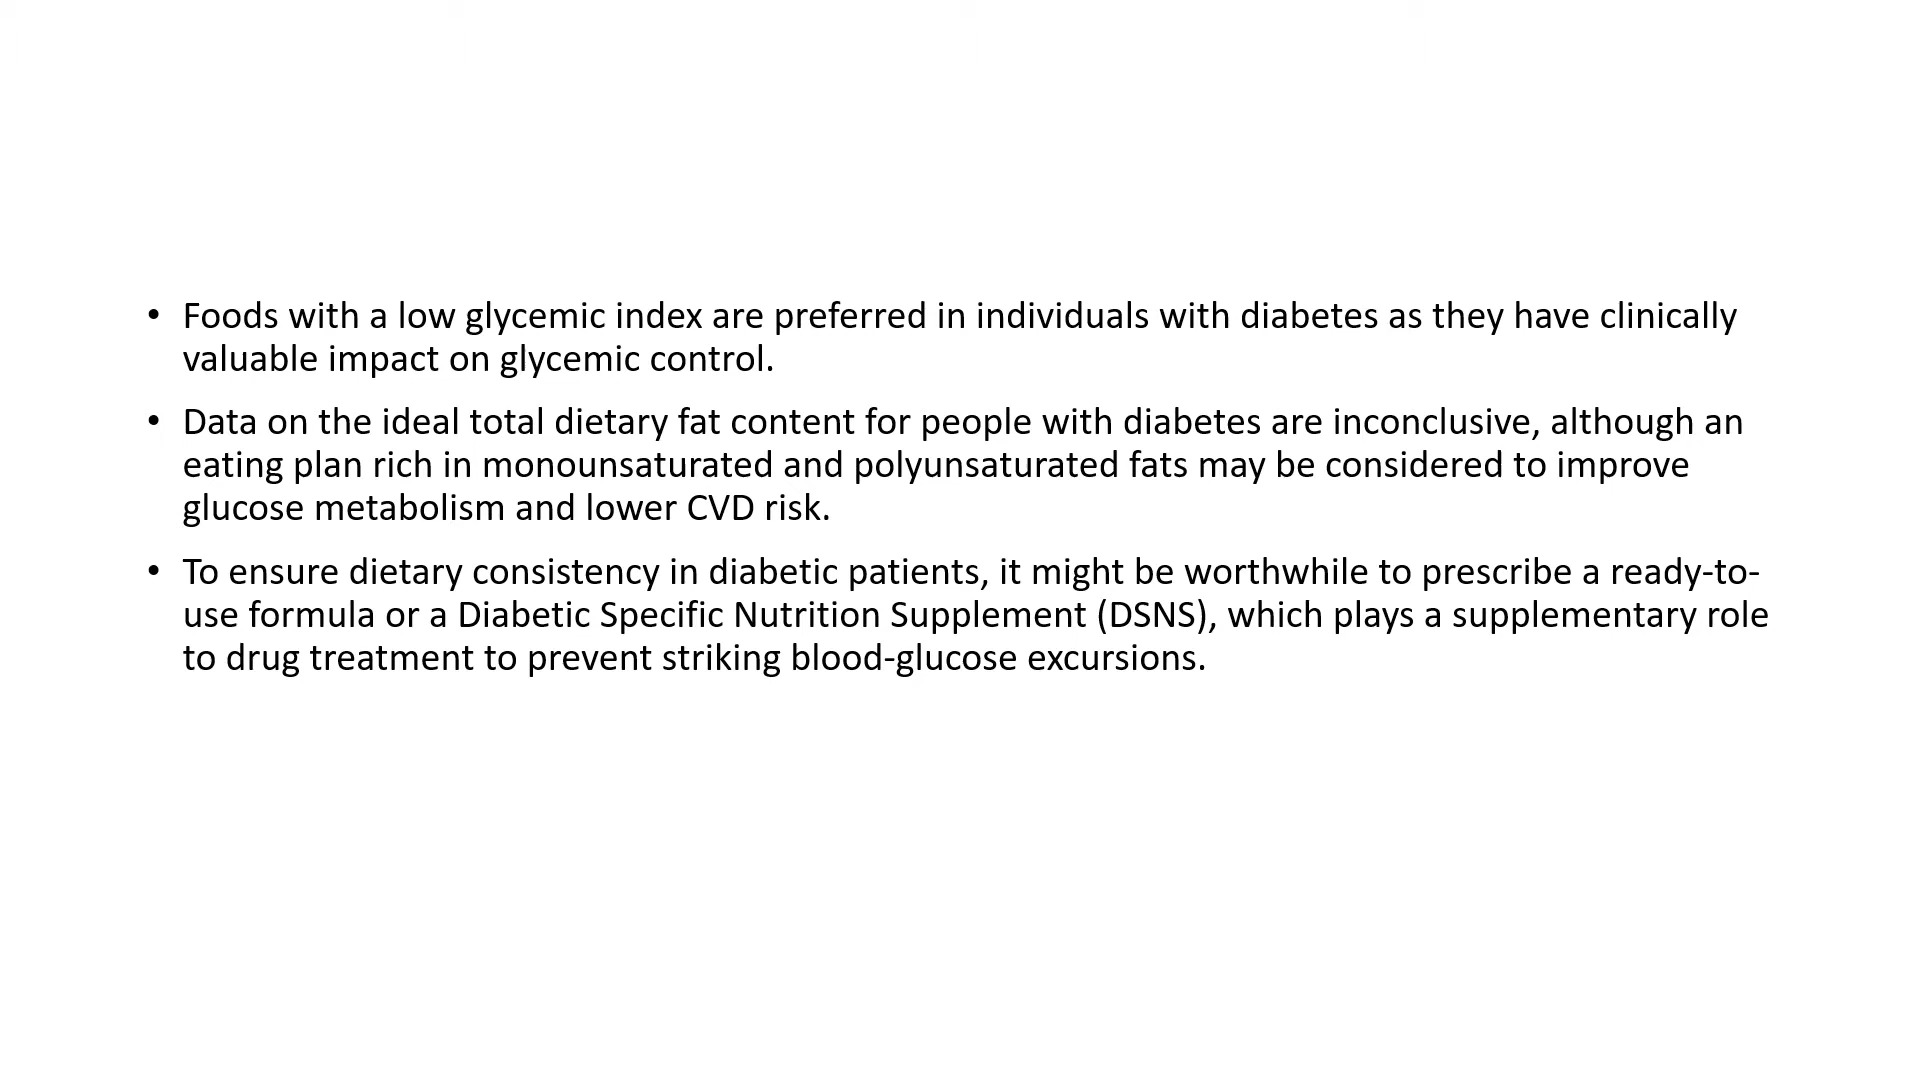 • Foods with a low glycemic index are preferred in individuals with diabetes as they have clinically
valuable impact on glycemic control.
• Data on the ideal total dietary fat content for people with diabetes are inconclusive, although an
eating plan rich in monounsaturated and polyunsaturated fats may be considered to improve
glucose metabolism and lower CVD risk.
• To ensure dietary consistency in diabetic patients, it might be worthwhile to prescribe a ready-to-
use formula or a Diabetic Specific Nutrition Supplement (DSNS), which plays a supplementary role
to drug treatment to prevent striking blood-glucose excursions.